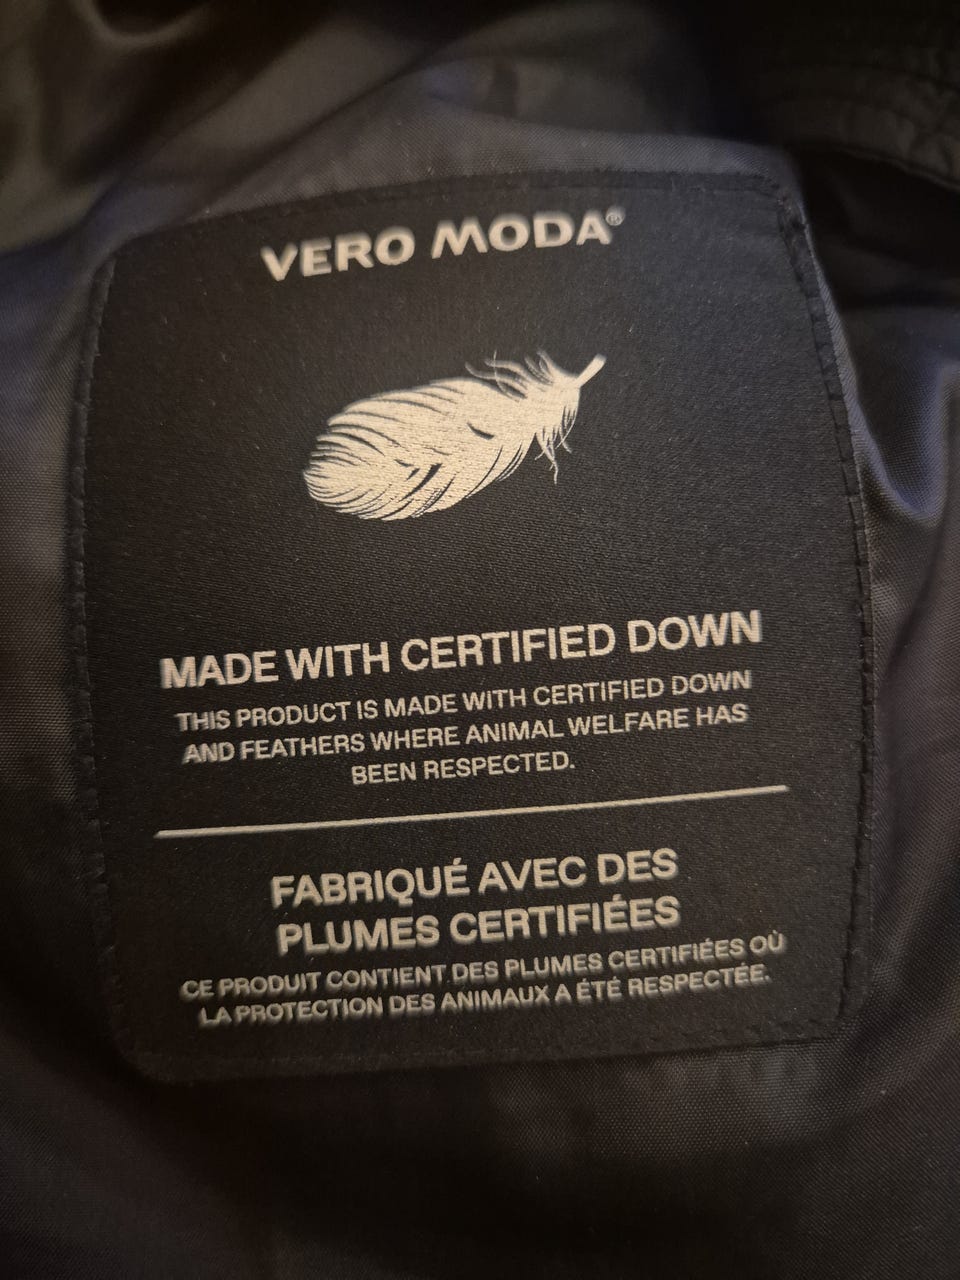 VERO MODA®
MADE WITH CERTIFIED DOWN
THIS PRODUCT IS MADE WITH CERTIFIED DOWN
AND FEATHERS WHERE ANIMAL WELFARE HAS
BEEN RESPECTED.
FABRIQUÉ AVEC DES
PLUMES CERTIFIÉES
CE PRODUIT CONTIENT DES PLUMES CERTIFIÉES OÙ
LA PROTECTION DES ANIMAUX A ÉTÉ RESPECTÉE.